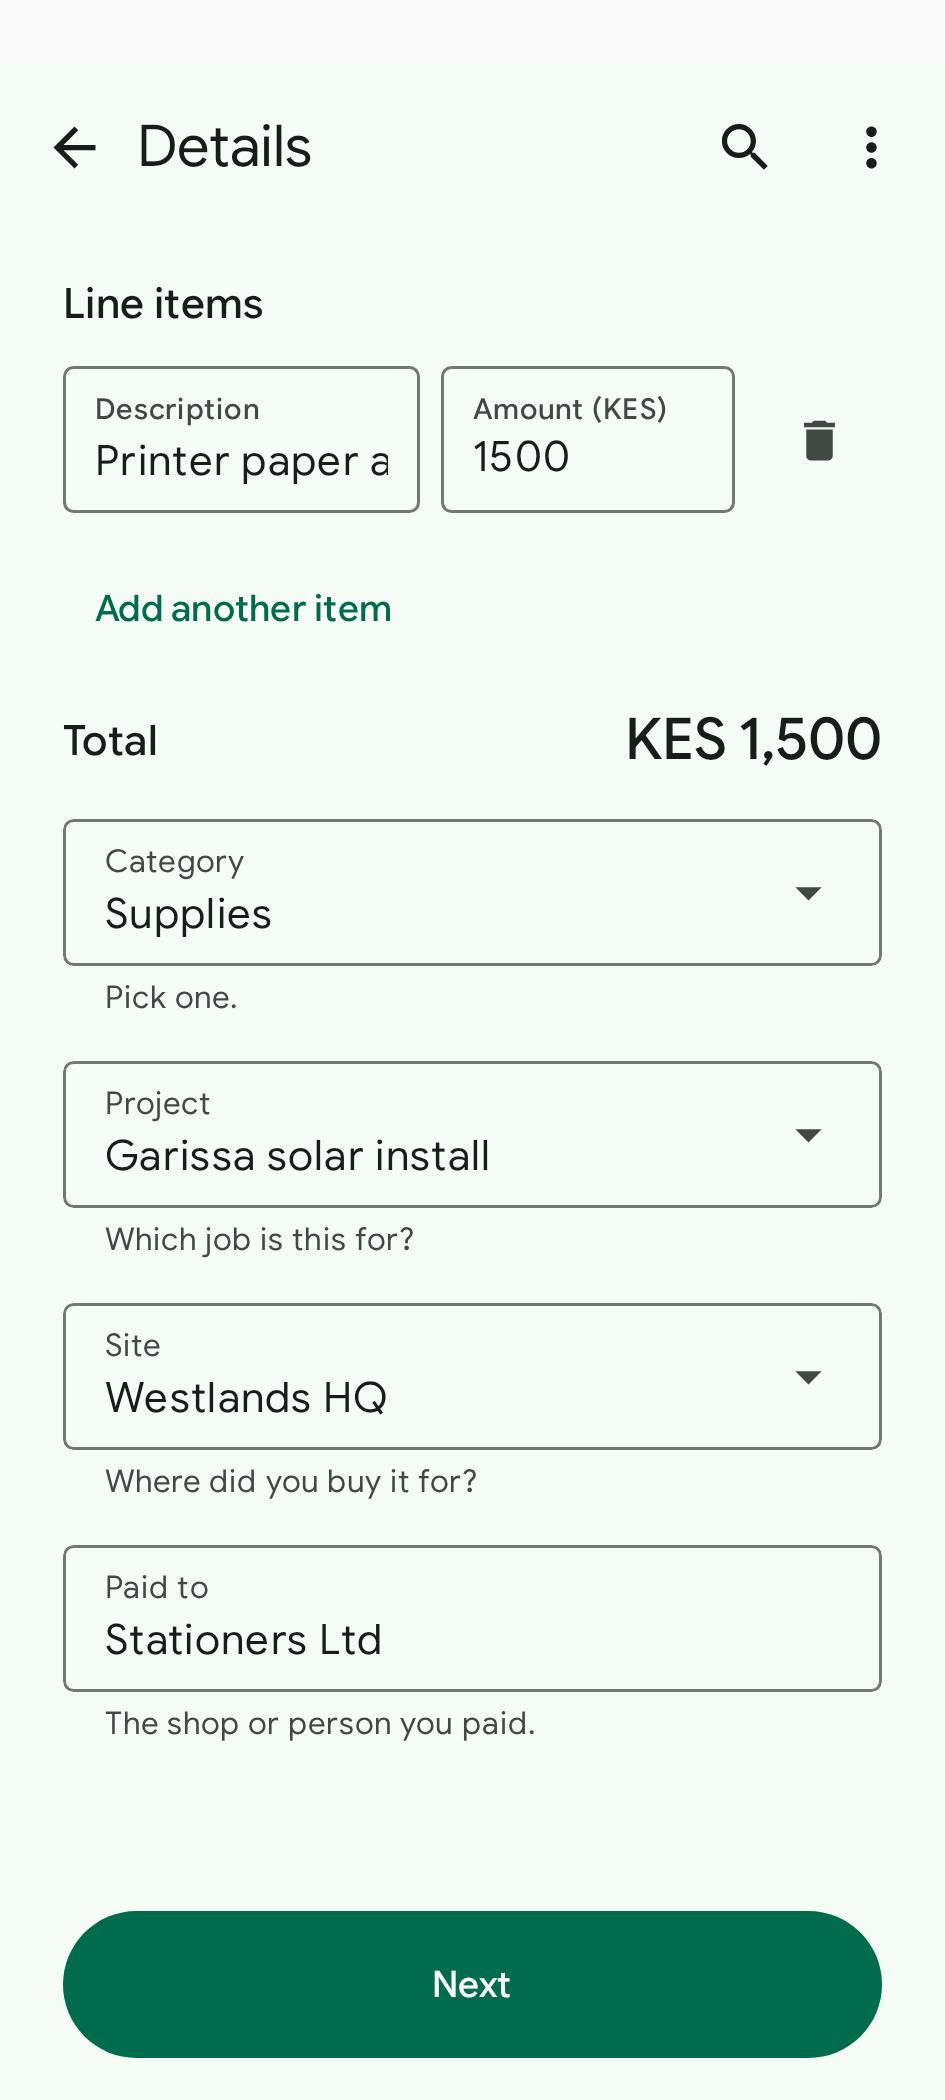 Details
Line items
Description
Printer paper a
Amount (KES)
1500
Add another item
Total
KES 1,500
Category
Supplies
Pick one.
Project
Garissa solar install
Which job is this for?
Site
Westlands HQ
Where did you buy it for?
Paid to
Stationers Ltd
The shop or person you paid.
Next